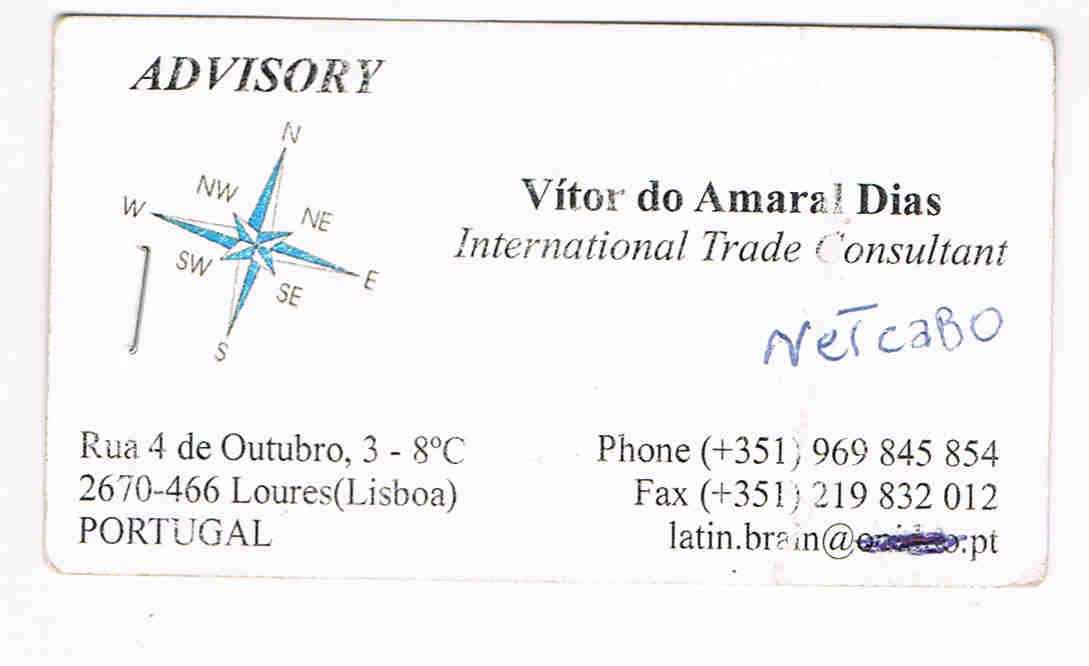 ADVISORY
N
NW
NE
W
SW
E
SE
S
Vítor do Amaral Dias
International Trade Consultant
NeTcaBO
Rua 4 de Outubro, 3 - 8ºC
2670-466 Loures(Lisboa)
PORTUGAL
Phone (+351) 969 845 854
Fax (+351) 219 832 012
latin.brain@ .pt